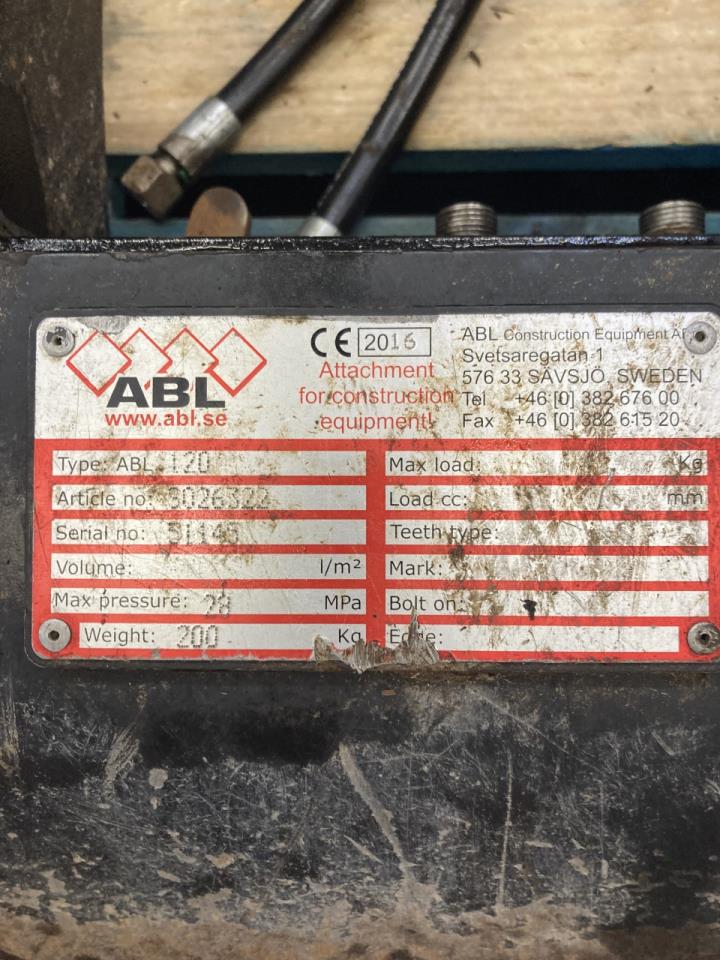 ABL
www.abl.se
CE 2016
Attachment
for construction
equipment!
ABL Construction Equipment
Svetsaregatan 1
576 33 SÄVSJÖ, SWEDEN
Tel +46 [0] 382 676 00
Fax +46 [0] 382 615 20
Type: ABL 120
Article no: 3026322
Serial no: 51145
Volume: l/m²
Max pressure: 28 MPa
Weight: 200 Kg
Max load: Kg
Load cc: mm
Teeth type:
Mark:
Bolt on:
Edge: